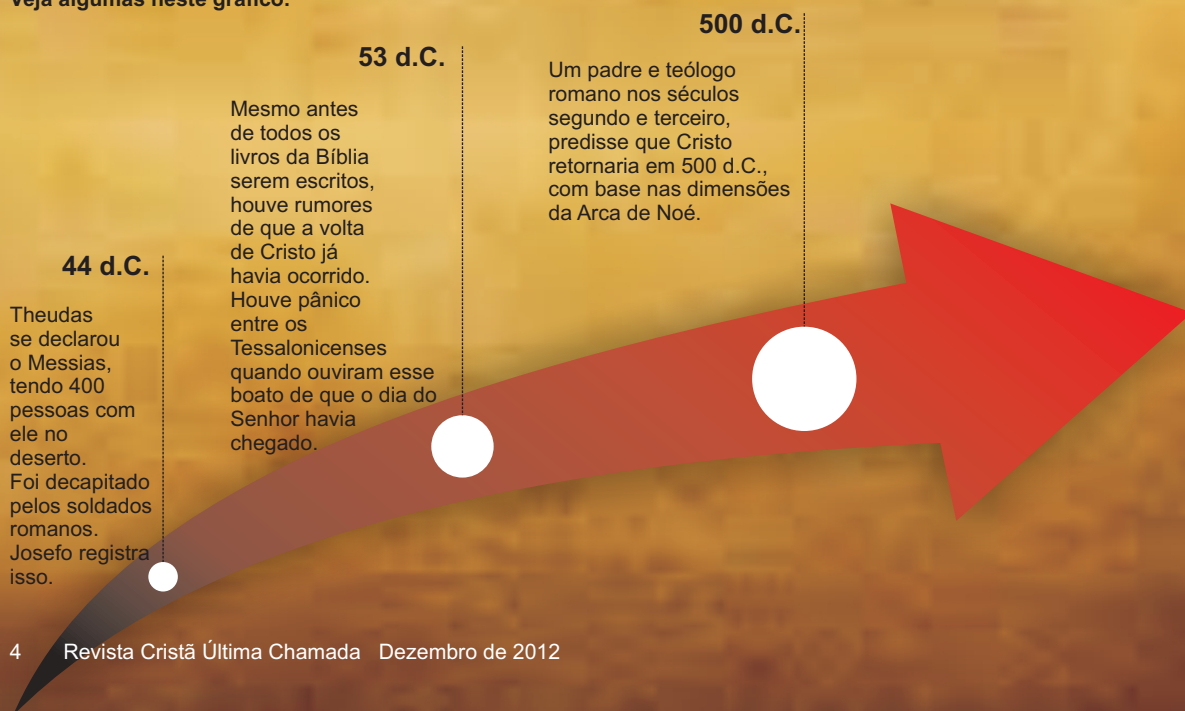 Veja algumas neste gráfico:
44 d.C.
Theudas
se declarou
o Messias,
tendo 400
pessoas com
ele no
deserto.
Foi decapitado
pelos soldados
romanos.
Josefo registra
isso.
53 d.C.
Mesmo antes
de todos os
livros da Bíblia
serem escritos,
houve rumores
de que a volta
de Cristo já
havia ocorrido.
Houve pânico
entre os
Tessalonicenses
quando ouviram esse
boato de que o dia do
Senhor havia
chegado.
500 d.C.
Um padre e teólogo
romano nos séculos
segundo e terceiro,
predisse que Cristo
retornaria em 500 d.C.,
com base nas dimensões
da Arca de Noé.
4 Revista Cristã Última Chamada Dezembro de 2012